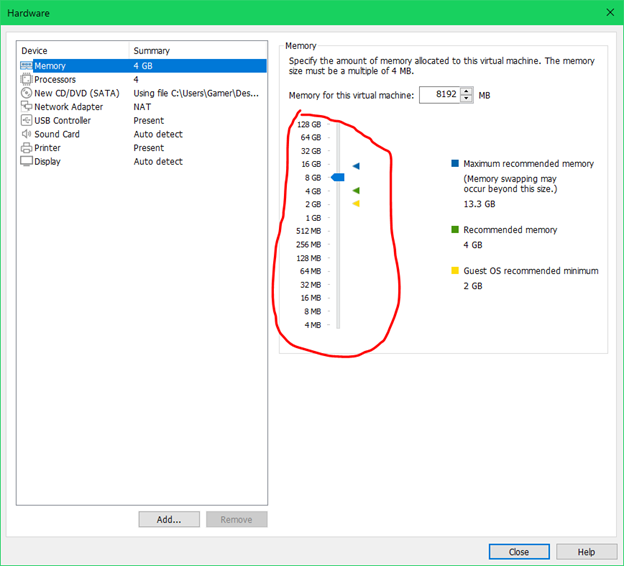 Hardware
Device Summary
Memory 4 GB
Processors 4
New CD/DVD (SATA) Using file C:\Users\Gamer\Des...
Network Adapter NAT
USB Controller Present
Sound Card Auto detect
Printer Present
Display Auto detect
Add...
Remove
Memory
Specify the amount of memory allocated to this virtual machine. The memory
size must be a multiple of 4 MB.
Memory for this virtual machine: 8192 MB
128 GB
64 GB
32 GB
16 GB
8 GB
4 GB
2 GB
1 GB
512 MB
256 MB
128 MB
64 MB
32 MB
16 MB
8 MB
4 MB
Maximum recommended memory
(Memory swapping may
occur beyond this size.)
13.3 GB
Recommended memory
4 GB
Guest OS recommended minimum
2 GB
Close
Help